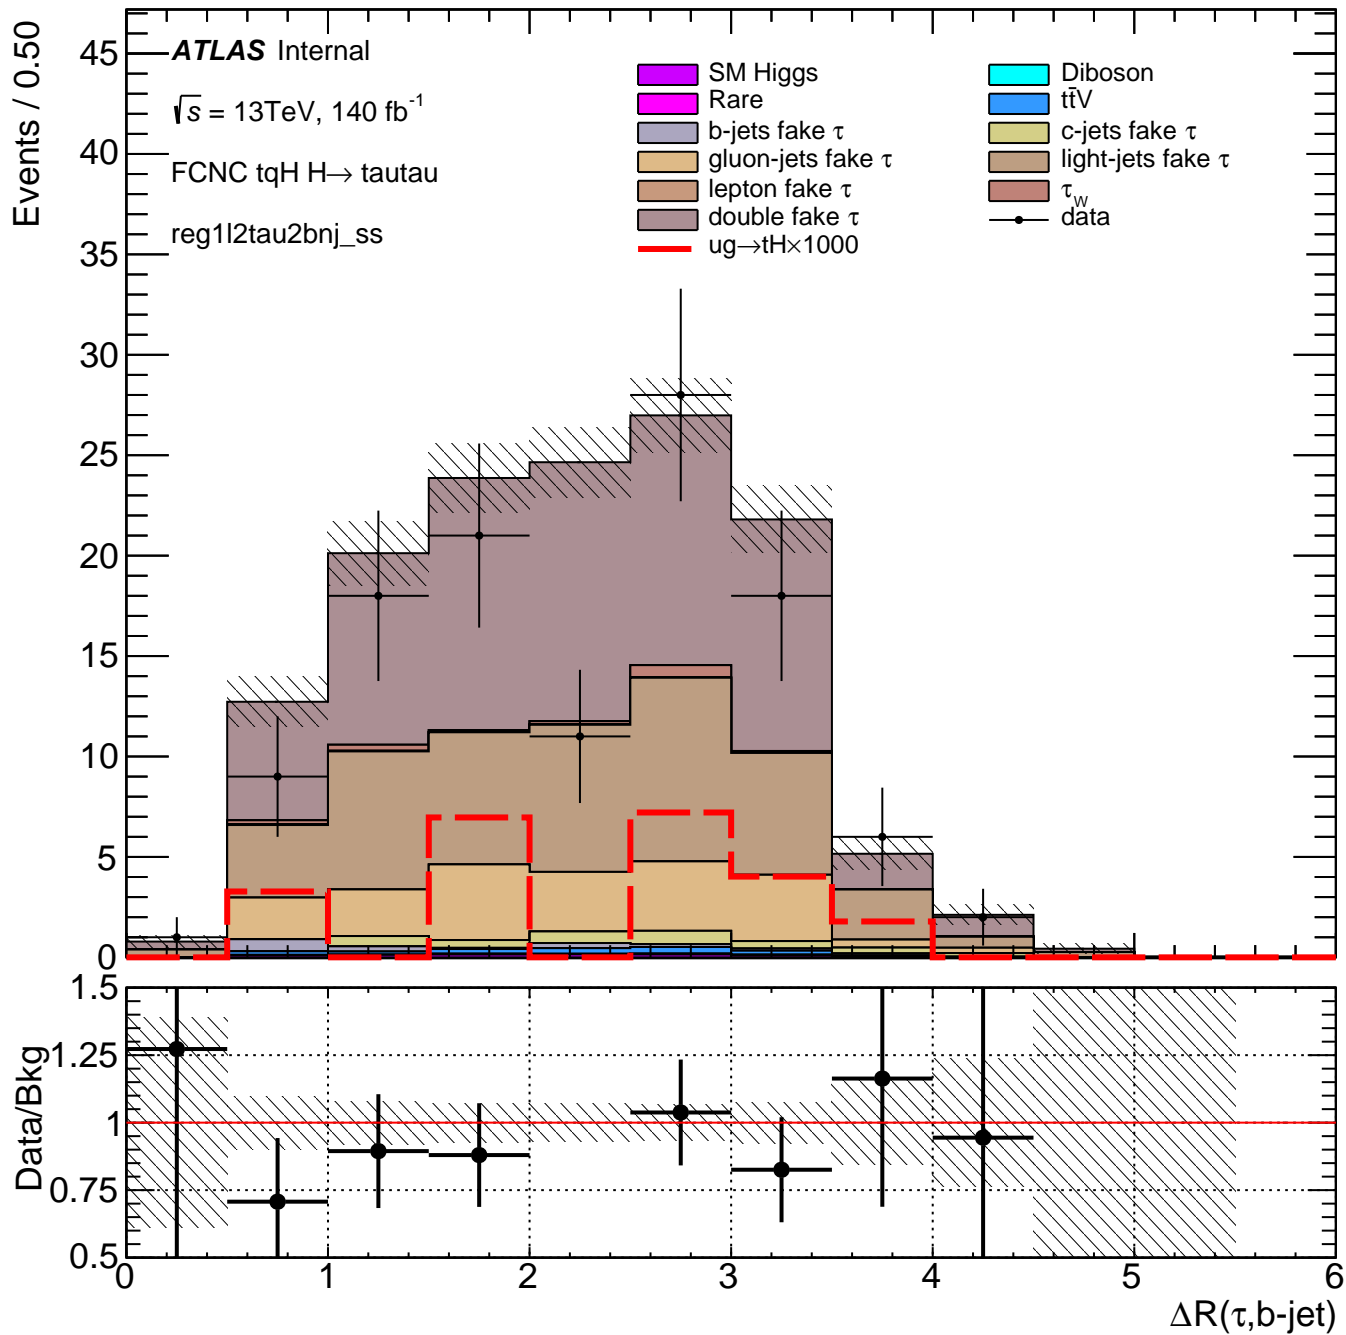 Events / 0.50
45
40
35
30
25
20
15
10
5
0
ATLAS Internal
√s = 13TeV, 140 fb⁻¹
FCNC tqH H→ tautau
reg1l2tau2bnj_ss
SM Higgs
Rare
b-jets fake τ
gluon-jets fake τ
lepton fake τ
double fake τ
ug→tH×1000
Diboson
tt̄V
c-jets fake τ
light-jets fake τ
τ_W
data
Data/Bkg
1.5
1.25
1
0.75
0.5
0 1 2 3 4 5 6
ΔR(τ,b-jet)